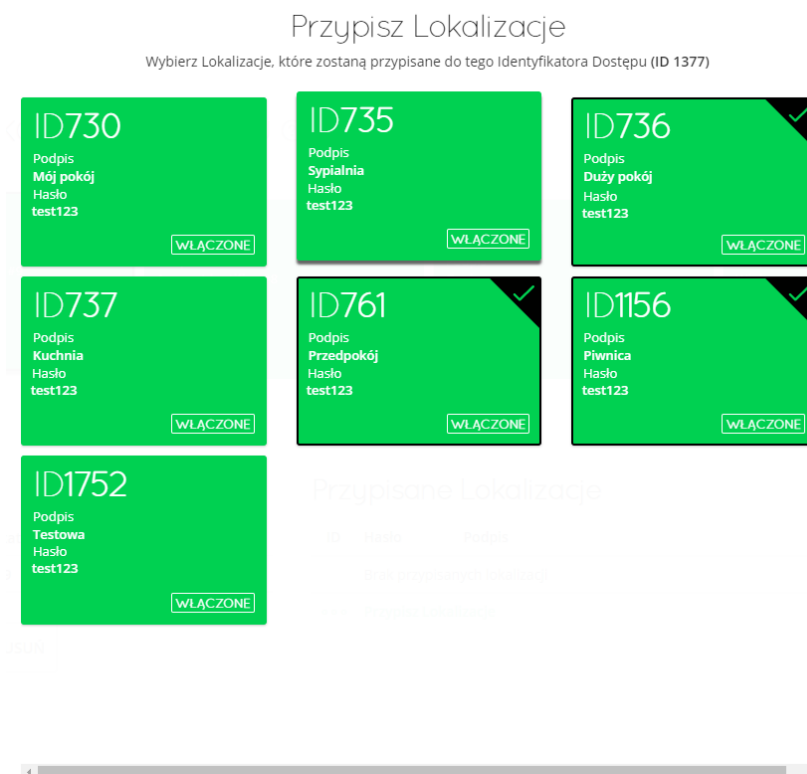 Przypisz Lokalizacje
Wybierz Lokalizacje, które zostaną przypisane do tego Identyfikatora Dostępu (ID 1377)
ID730
Podpis
Mój pokój
Hasło
test123
WŁĄCZONE
ID735
Podpis
Sypialnia
Hasło
test123
WŁĄCZONE
ID736
Podpis
Duży pokój
Hasło
test123
WŁĄCZONE
ID737
Podpis
Kuchnia
Hasło
test123
WŁĄCZONE
ID761
Podpis
Przedpokój
Hasło
test123
WŁĄCZONE
ID1156
Podpis
Piwnica
Hasło
test123
WŁĄCZONE
ID1752
Podpis
Testowa
Hasło
test123
WŁĄCZONE
Przypisane Lokalizacje
ID Hasło Podpis